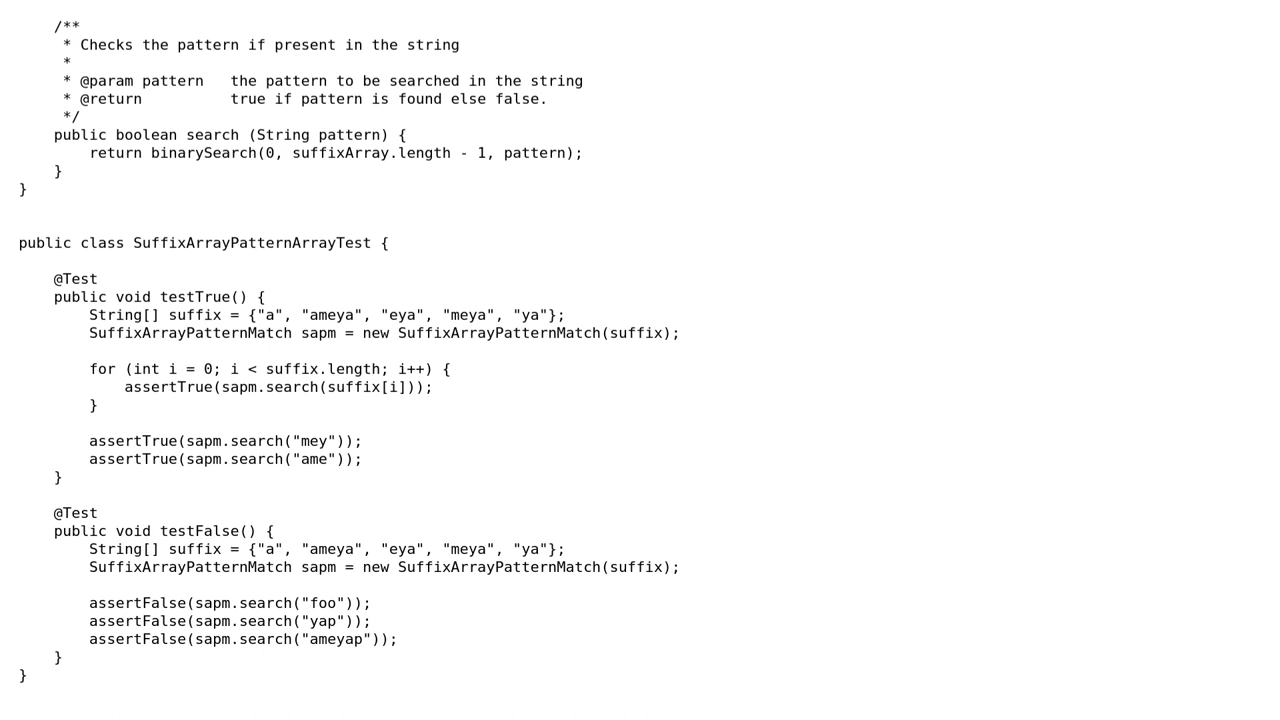 /**
     * Checks the pattern if present in the string
     *
     * @param pattern   the pattern to be searched in the string
     * @return          true if pattern is found else false.
     */
    public boolean search (String pattern) {
        return binarySearch(0, suffixArray.length - 1, pattern);
    }
}

public class SuffixArrayPatternArrayTest {

    @Test
    public void testTrue() {
        String[] suffix = {"a", "ameya", "eya", "meya", "ya"};
        SuffixArrayPatternMatch sapm = new SuffixArrayPatternMatch(suffix);

        for (int i = 0; i < suffix.length; i++) {
            assertTrue(sapm.search(suffix[i]));
        }

        assertTrue(sapm.search("mey"));
        assertTrue(sapm.search("ame"));
    }

    @Test
    public void testFalse() {
        String[] suffix = {"a", "ameya", "eya", "meya", "ya"};
        SuffixArrayPatternMatch sapm = new SuffixArrayPatternMatch(suffix);

        assertFalse(sapm.search("foo"));
        assertFalse(sapm.search("yap"));
        assertFalse(sapm.search("ameyap"));
    }
}